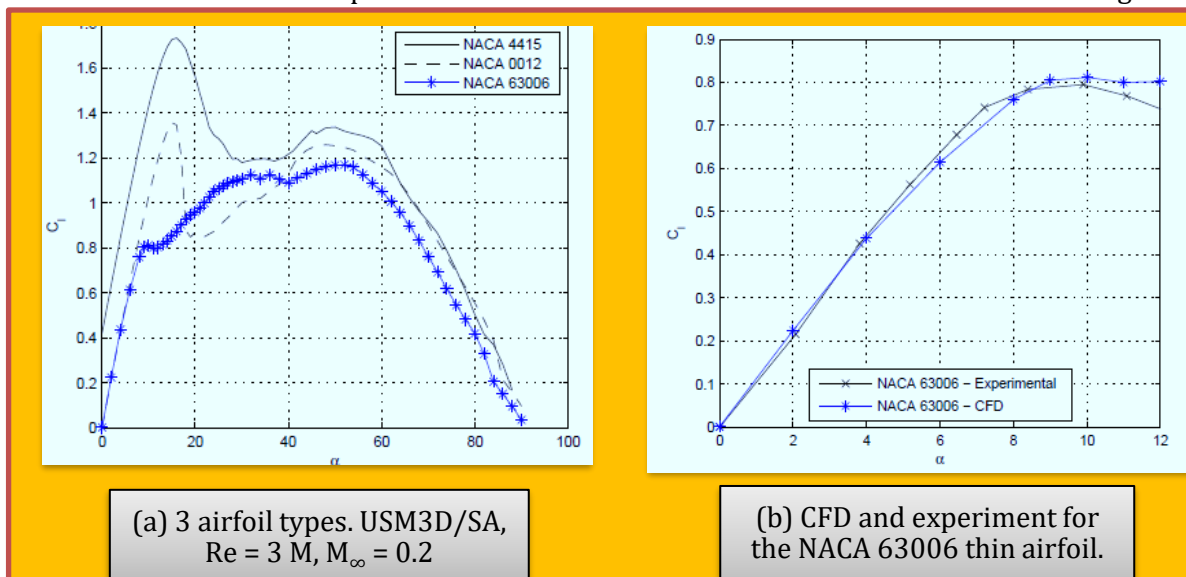 1.8
1.6
1.4
1.2
1
0.8
0.6
0.4
0.2
0
C_l
NACA 4415
NACA 0012
NACA 63006
0 20 40 60 80 100
α
(a) 3 airfoil types. USM3D/SA,
Re = 3 M, M∞ = 0.2
0.9
0.8
0.7
0.6
0.5
0.4
0.3
0.2
0.1
0
C_l
NACA 63006 – Experimental
NACA 63006 – CFD
0 2 4 6 8 10 12
α
(b) CFD and experiment for
the NACA 63006 thin airfoil.